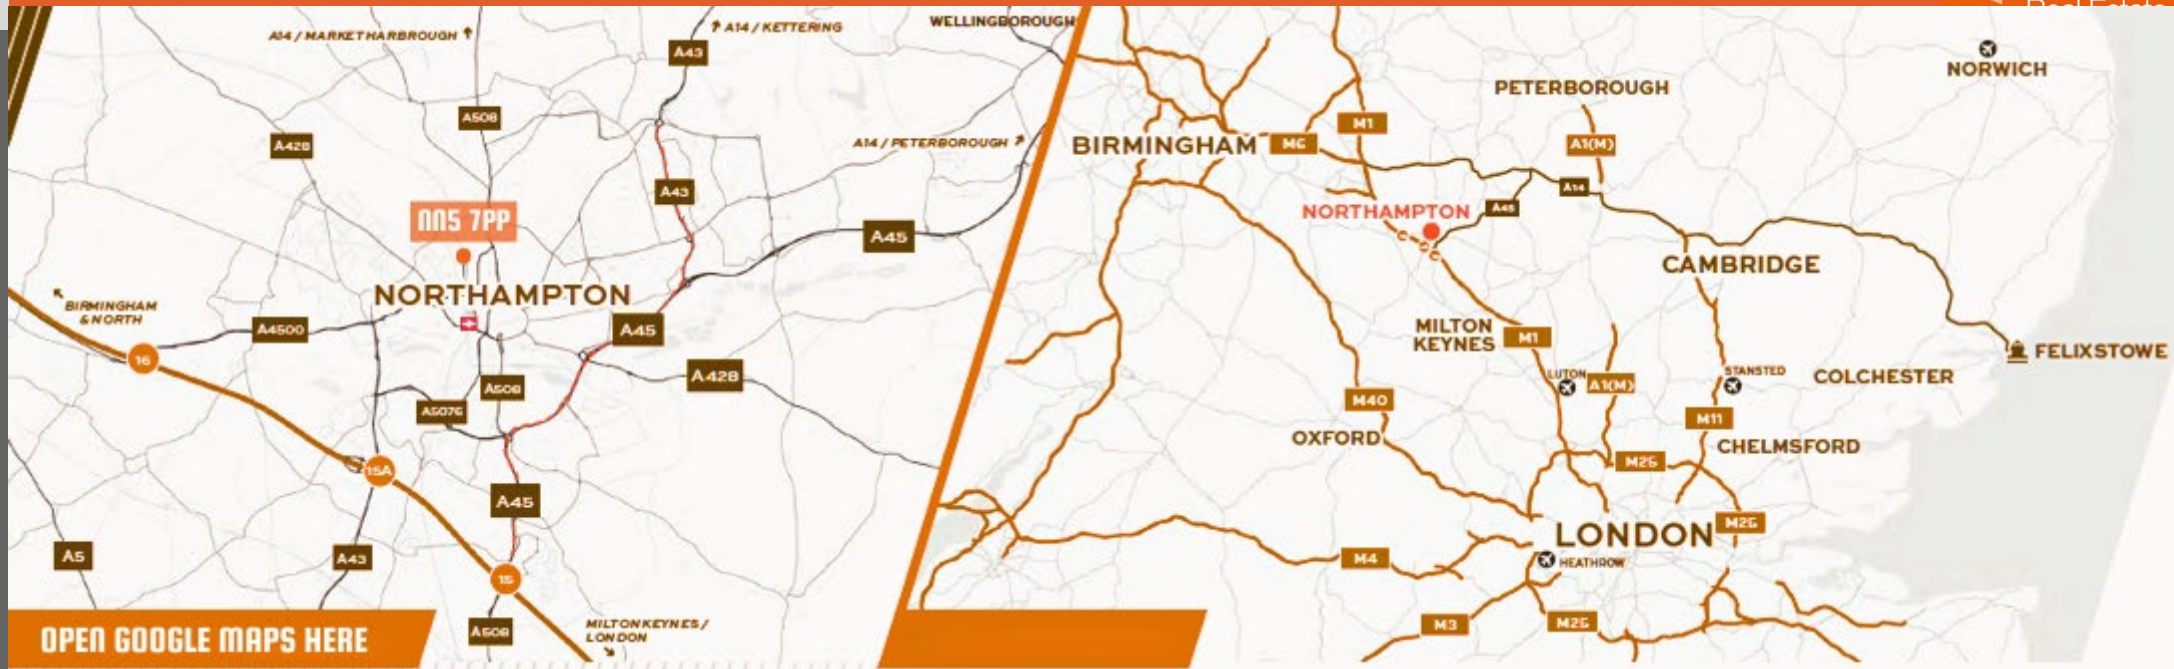 Real Estate
A14 / MARKET HARBROUGH
A14 / KETTERING
WELLINGBOROUGH
A43
A508
A428
A14 / PETERBOROUGH
A43
NN5 7PP
A45
NORTHAMPTON
BIRMINGHAM
& NORTH
A4500
A45
16
A428
A508
A5076
15A
A45
A5
A43
15
A508
MILTON KEYNES /
LONDON
OPEN GOOGLE MAPS HERE
NORWICH
PETERBOROUGH
M1
BIRMINGHAM
M6
A1(M)
A14
NORTHAMPTON
A45
CAMBRIDGE
MILTON
KEYNES
M1
FELIXSTOWE
LUTON
A1(M)
STANSTED
COLCHESTER
M40
M11
OXFORD
CHELMSFORD
M25
LONDON
M25
M4
HEATHROW
M3
M25